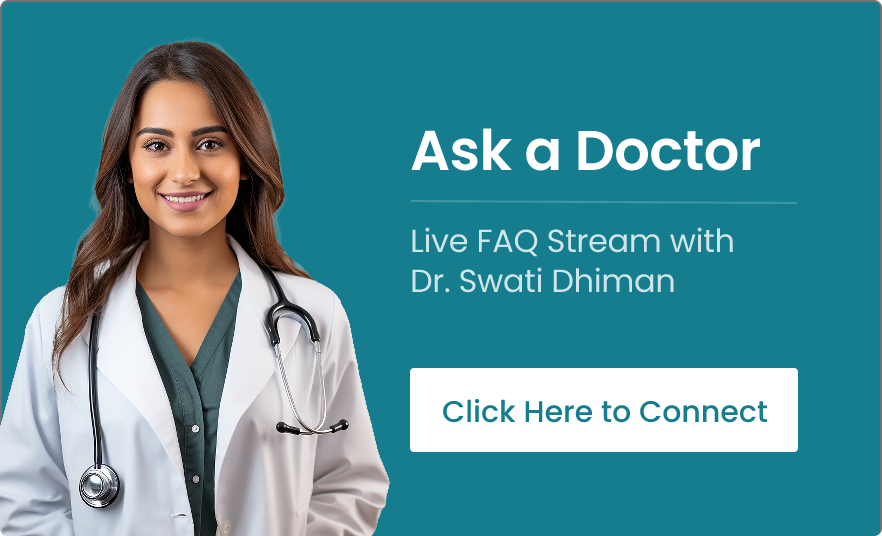 Ask a Doctor
Live FAQ Stream with
Dr. Swati Dhiman
Click Here to Connect